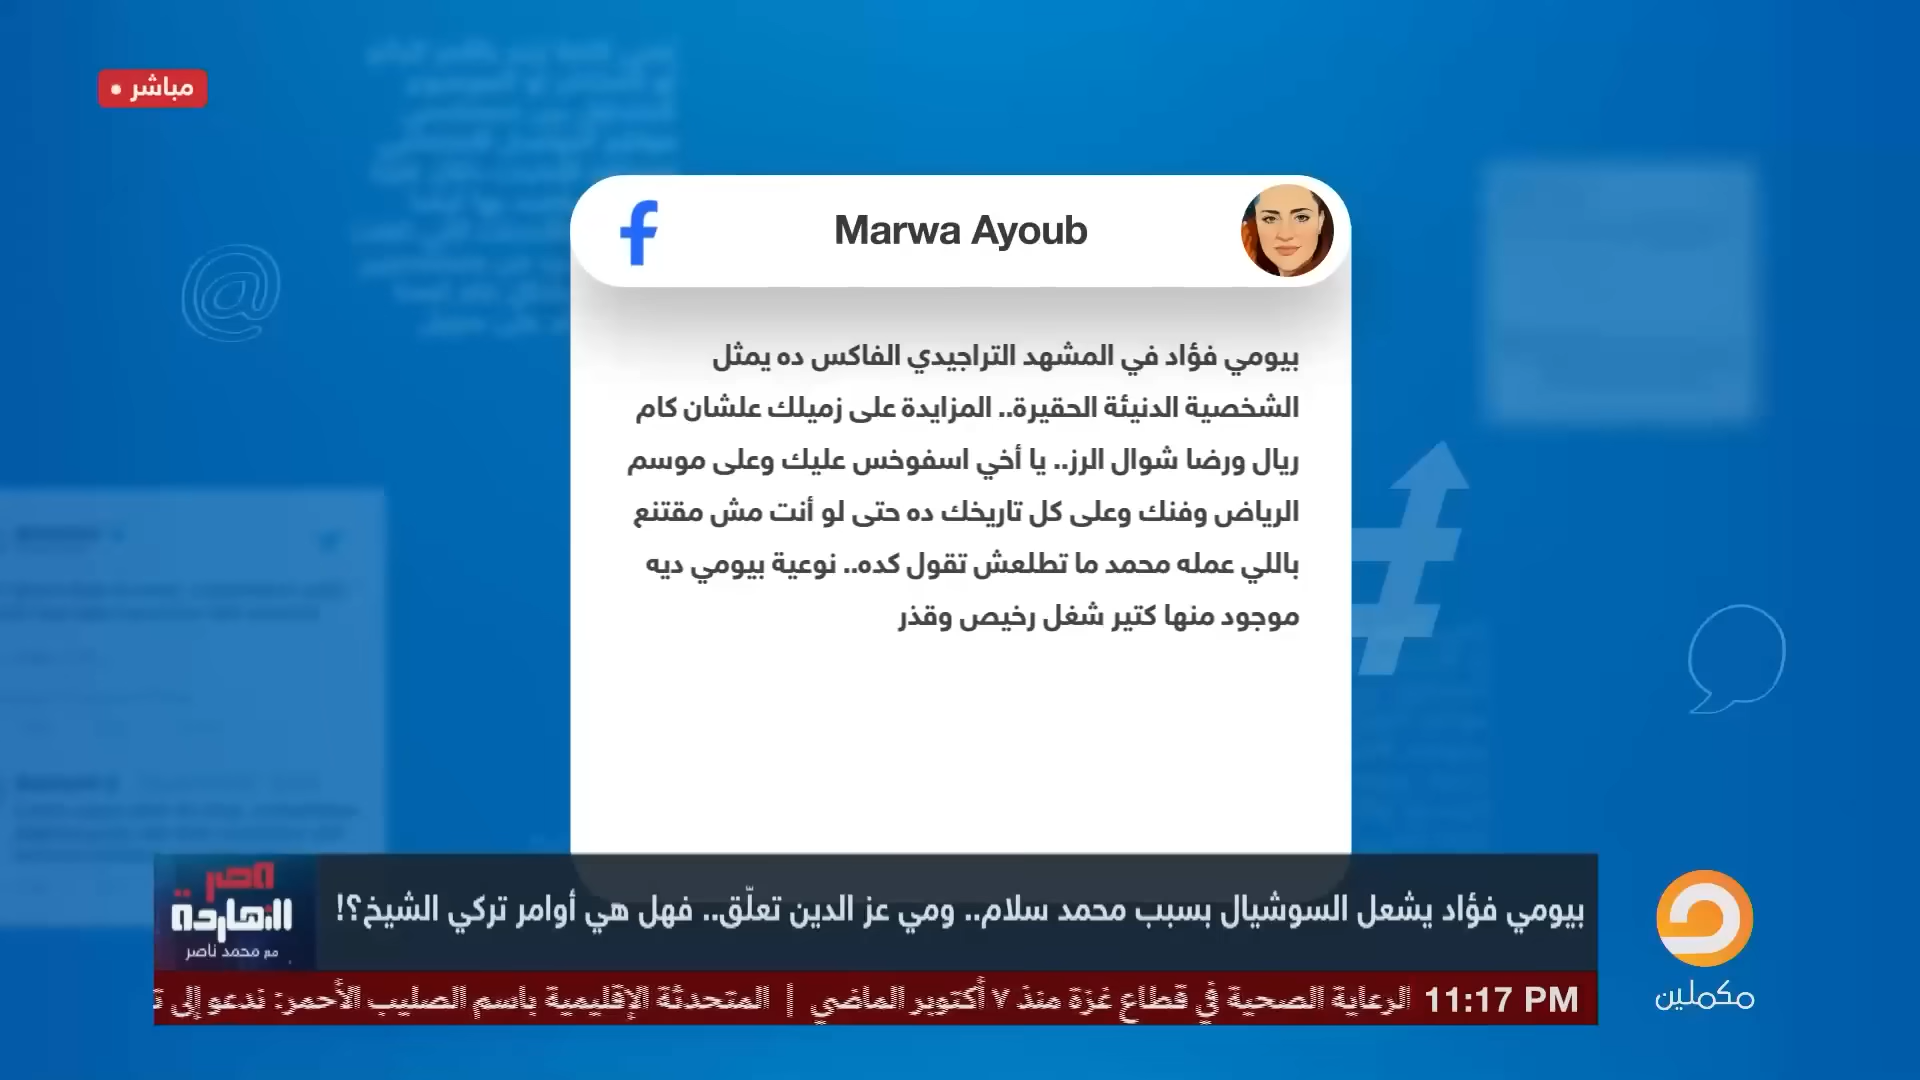 مباشر
Marwa Ayoub
بيومي فؤاد في المشهد التراجيدي الفاكس ده يمثل
الشخصية الدنيئة الحقيرة.. المزايدة على زميلك علشان كام
ريال ورضا شوال الرز.. يا أخي اسفوخس عليك وعلى موسم
الرياض وفنك وعلى كل تاريخك ده حتى لو أنت مش مقتنع
باللي عمله محمد ما تطلعش تقول كده.. نوعية بيومي ديه
موجود منها كتير شغل رخيص وقذر
بيومي فؤاد يشعل السوشيال بسبب محمد سلام.. ومي عز الدين تعلّق.. فهل هي أوامر تركي الشيخ؟!
مصر
النهاردة
مع محمد ناصر
11:17 PM
الرعاية الصحية في قطاع غزة منذ ٧ أكتوبر الماضي | المتحدثة الإقليمية باسم الصليب الأحمر: ندعو إلى
مكملين